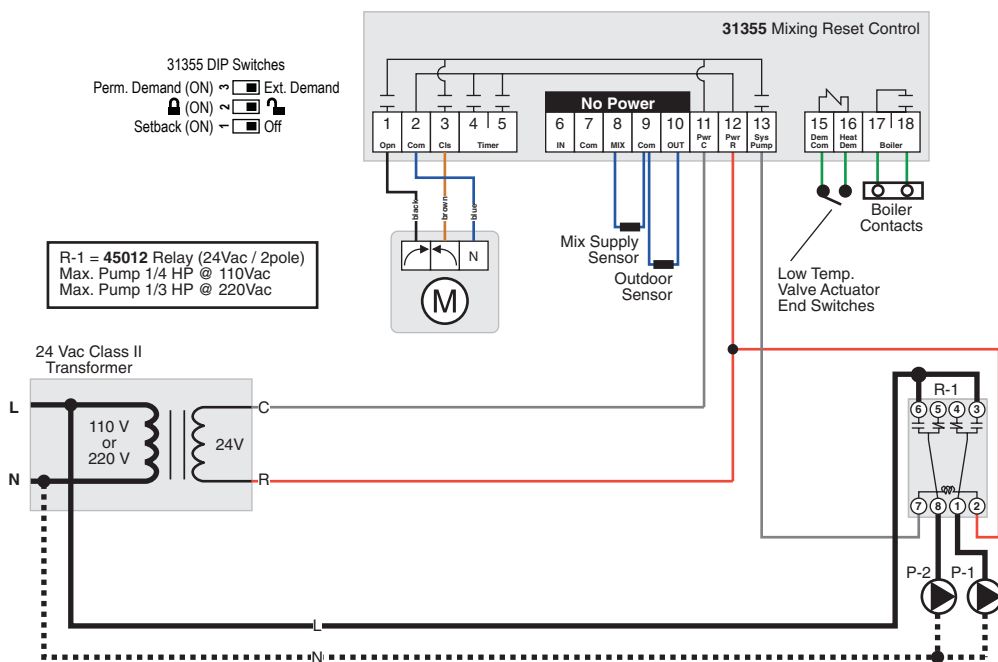 31355 Mixing Reset Control
31355 DIP Switches
Perm. Demand (ON) 3 Ext. Demand
(ON) 2
Setback (ON) 1 Off
No Power
1 2 3 4 5 6 7 8 9 10 11 12 13 15 16 17 18
Opn Com Cls Timer IN Com MIX Com OUT Pwr C Pwr R Sys Pump Dem Com Heat Dem Boiler
black brown blue
N
M
Mix Supply
Sensor
Outdoor
Sensor
Low Temp.
Valve Actuator
End Switches
Boiler
Contacts
R-1 = 45012 Relay (24Vac / 2pole)
Max. Pump 1/4 HP @ 110Vac
Max. Pump 1/3 HP @ 220Vac
24 Vac Class II
Transformer
L
N
110 V
or
220 V
24V
C
R
R-1
6 5 4 3
7 8 1 2
P-2 P-1
L
N